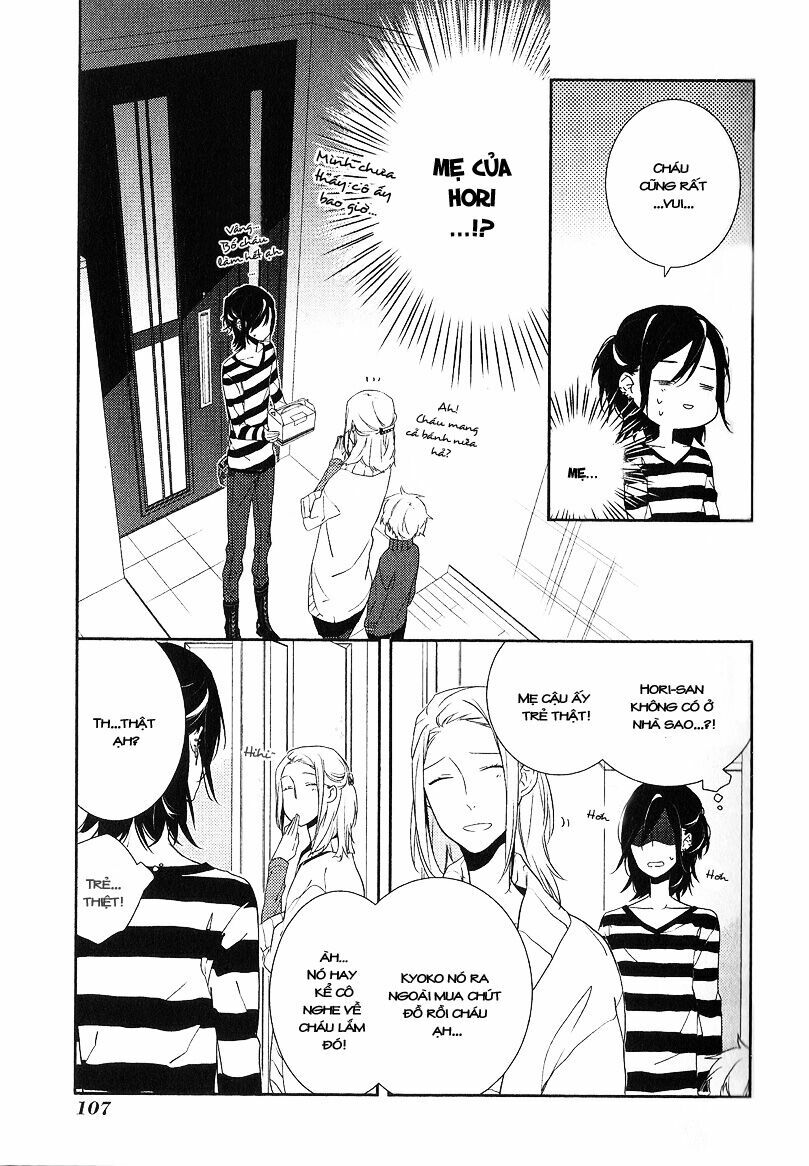 CHÁU
CŨNG RẤT
...VUI...
MẸ...
MẸ CỦA
HORI
...!?
Mình chưa
thấy cô ấy
bao giờ...
Vâng...
Bố cháu
làm hết ạh
Ah!
Cháu mang
cả bánh nữa
hả?
HORI-SAN
KHÔNG CÓ Ở
NHÀ SAO...?!
MẸ CẬU ẤY
TRẺ THẬT!
Hoh
Hoh
KYOKO NÓ RA
NGOÀI MUA CHÚT
ĐỒ RỒI CHÁU
ẠH...
ÀH...
NÓ HAY
KỂ CÔ
NGHE VỀ
CHÁU LẮM
ĐÓ!
TH...THẬT
ẠH?
Hihi~
TRẺ...
THIỆT!
107